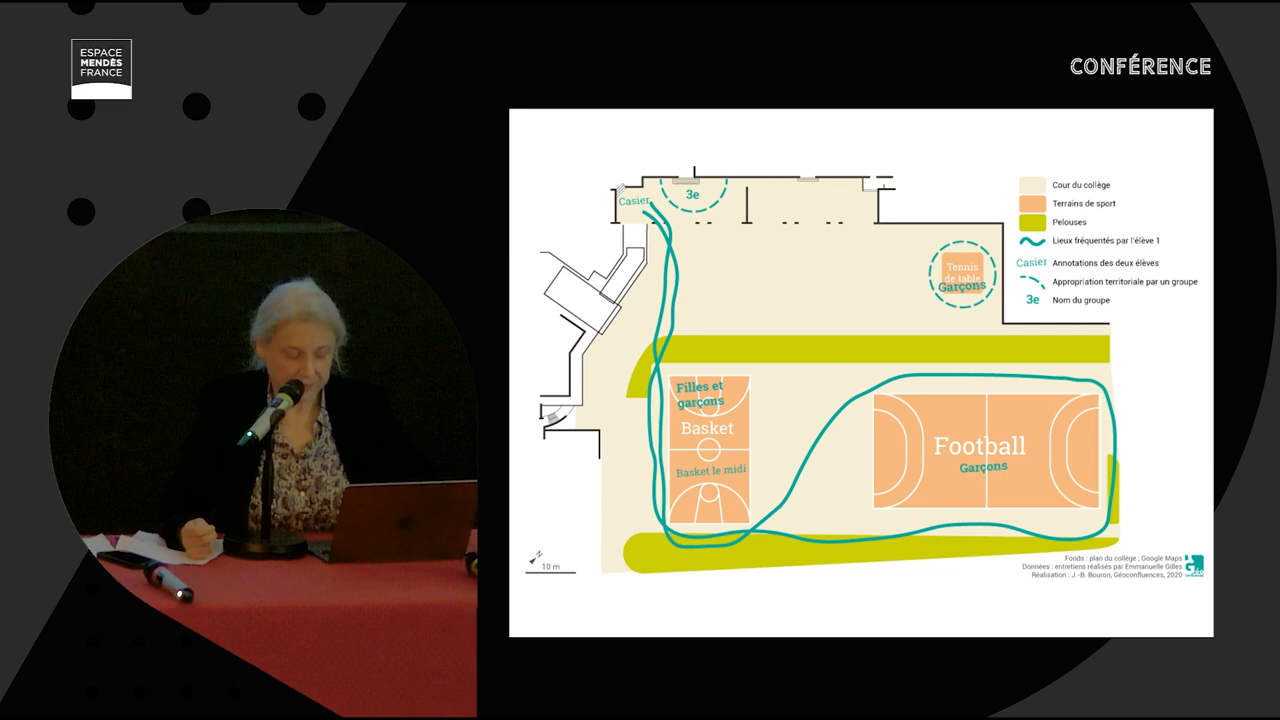 ESPACE
MENDÈS
FRANCE
CONFÉRENCE
3e
Casier
Tennis
de table
Garçons
Filles et
garçons
Basket
Basket le midi
Football
Garçons
Cour du collège
Terrains de sport
Pelouses
Lieux fréquentés par l'élève 1
Casier Annotations des deux élèves
Appropriation territoriale par un groupe
3e Nom du groupe
N
10 m
Fonds : plan du collège ; Google Maps
Données : entretiens réalisés par Emmanuelle Gilles
Réalisation : J.-B. Bouron, Géoconfluences, 2020